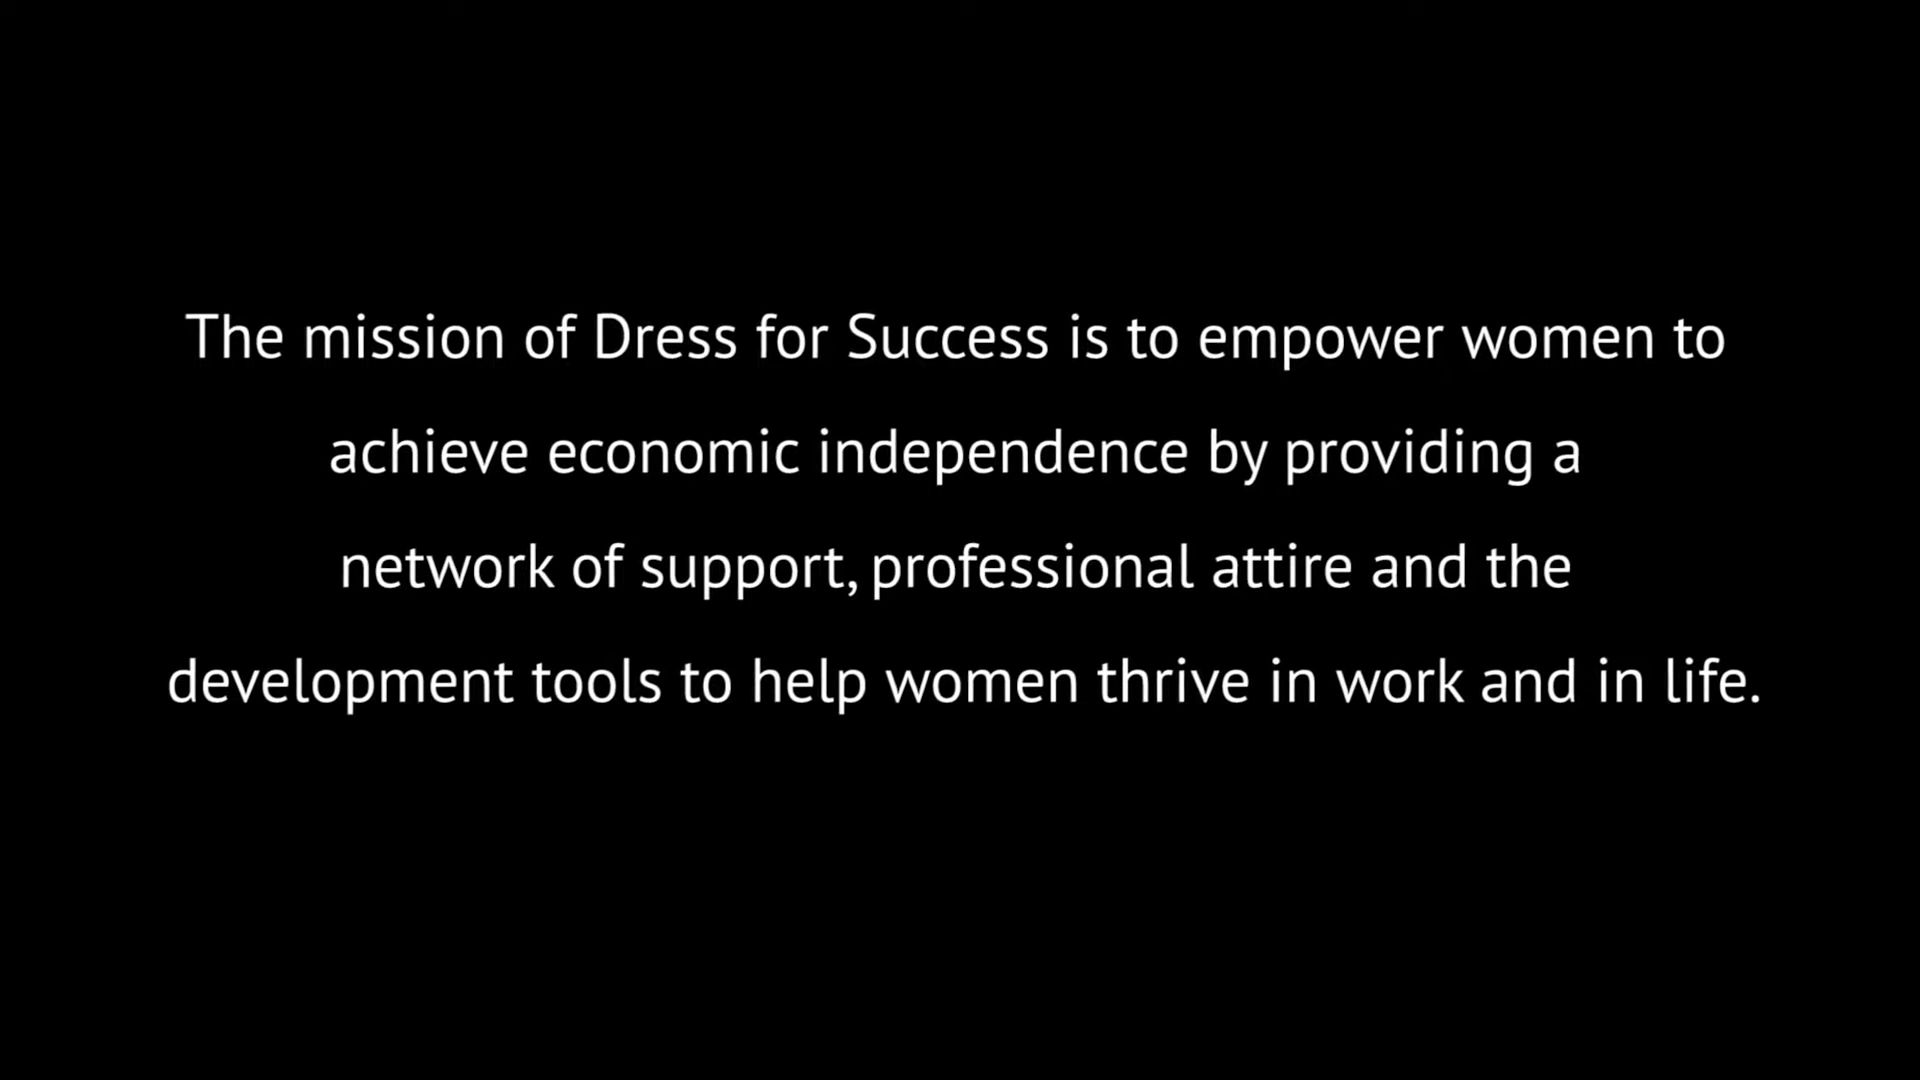 The mission of Dress for Success is to empower women to
achieve economic independence by providing a
network of support, professional attire and the
development tools to help women thrive in work and in life.